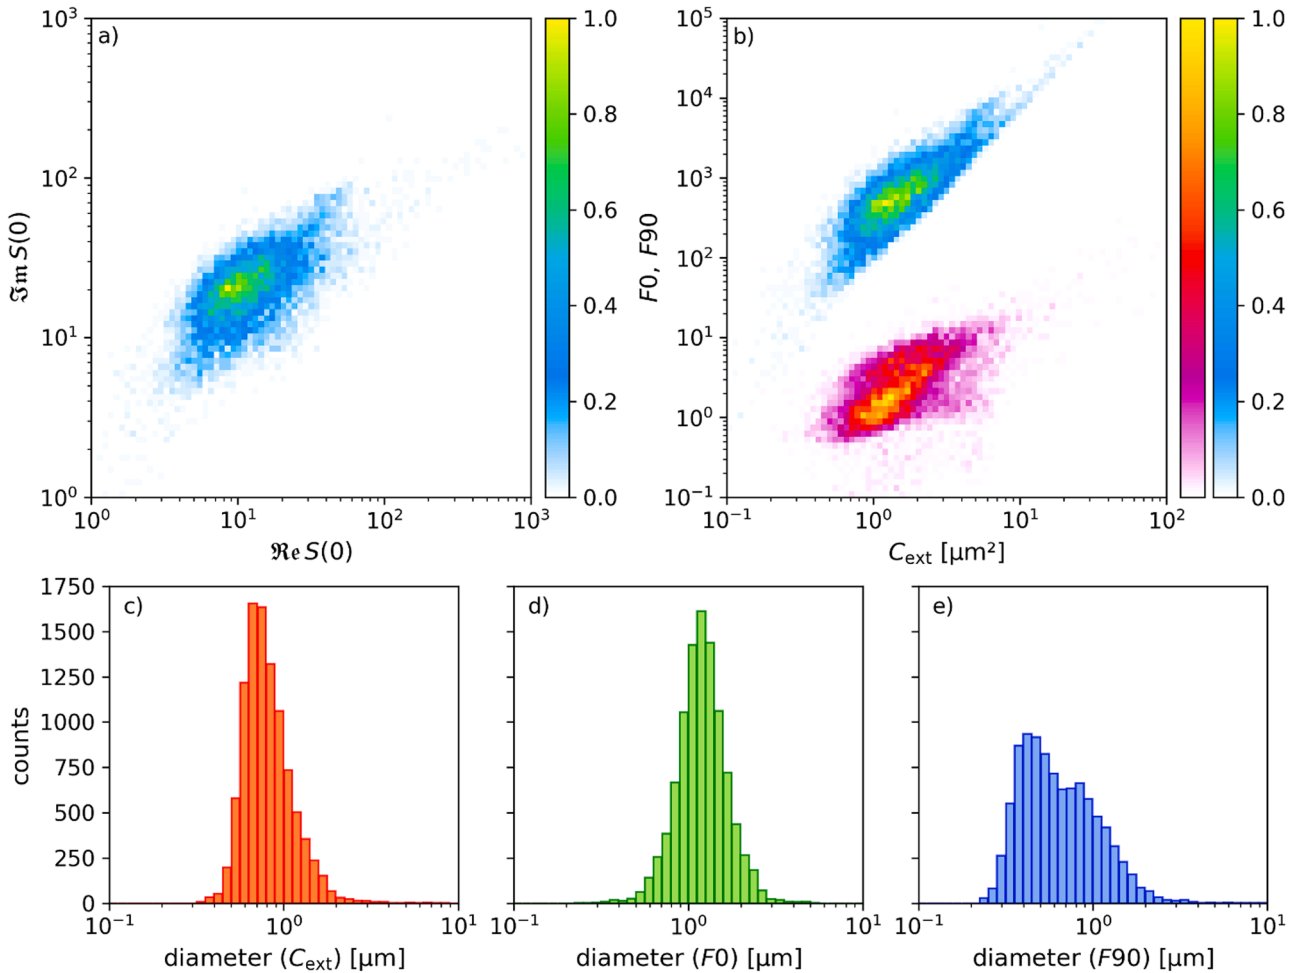 a)
10³
10²
10¹
10⁰
𝕴𝖒 S(0)
10⁰ 10¹ 10² 10³
𝕽𝖊 S(0)
1.0
0.8
0.6
0.4
0.2
0.0
b)
10⁵
10⁴
10³
10²
10¹
10⁰
10⁻¹
F0, F90
10⁻¹ 10⁰ 10¹ 10²
C_ext [µm²]
1.0
0.8
0.6
0.4
0.2
0.0
c)
1750
1500
1250
1000
750
500
250
0
counts
10⁻¹ 10⁰ 10¹
diameter (C_ext) [µm]
d)
10⁻¹ 10⁰ 10¹
diameter (F0) [µm]
e)
10⁻¹ 10⁰ 10¹
diameter (F90) [µm]